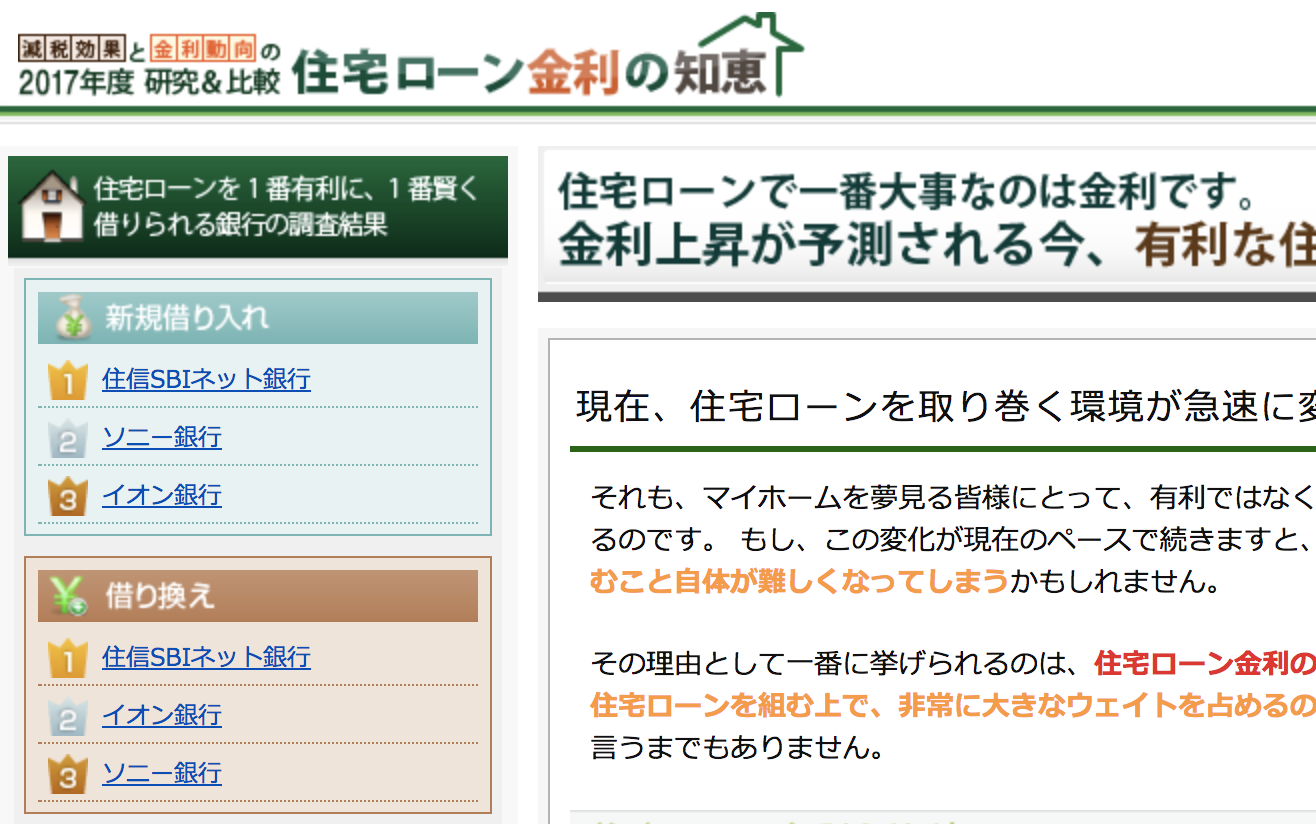 減税効果と金利動向の
2017年度 研究&比較 住宅ローン金利の知恵
住宅ローンを1番有利に、1番賢く
借りられる銀行の調査結果
新規借り入れ
1 住信SBIネット銀行
2 ソニー銀行
3 イオン銀行
借り換え
1 住信SBIネット銀行
2 イオン銀行
3 ソニー銀行
住宅ローンで一番大事なのは金利です。
金利上昇が予測される今、有利な住
現在、住宅ローンを取り巻く環境が急速に変
それも、マイホームを夢見る皆様にとって、有利ではなく
るのです。 もし、この変化が現在のペースで続きますと、
むこと自体が難しくなってしまうかもしれません。
その理由として一番に挙げられるのは、住宅ローン金利の
住宅ローンを組む上で、非常に大きなウェイトを占めるの
言うまでもありません。